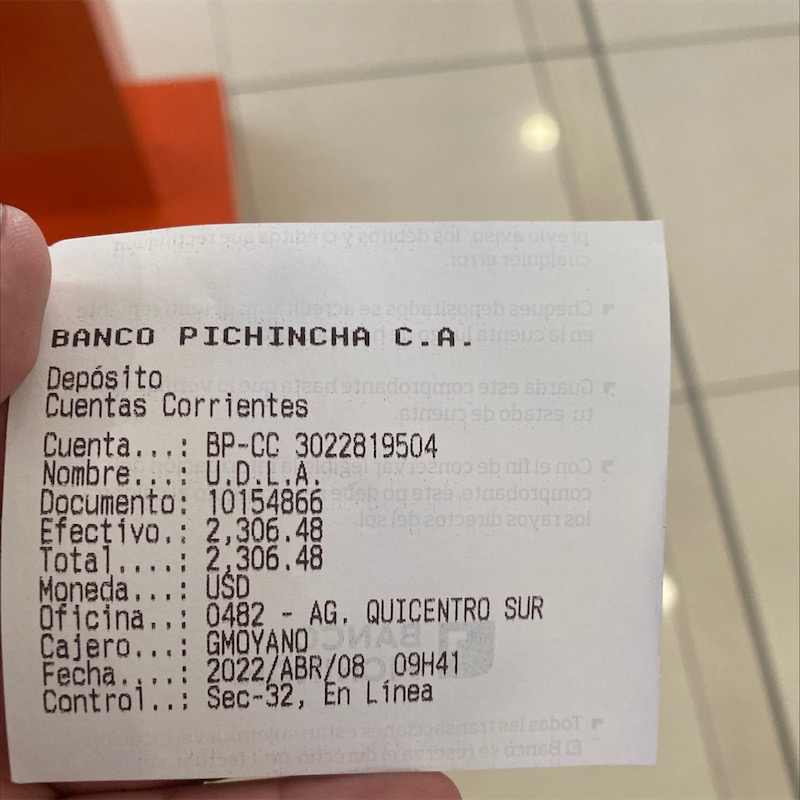 BANCO PICHINCHA C.A.
Depósito
Cuentas Corrientes
Cuenta...: BP-CC 3022819504
Nombre...: U.D.L.A.
Documento: 10154866
Efectivo.: 2,306.48
Total....: 2,306.48
Moneda...: USD
Oficina..: 0482 - AG. QUICENTRO SUR
Cajero...: GMOYANO
Fecha....: 2022/ABR/08 09H41
Control..: Sec-32, En Línea